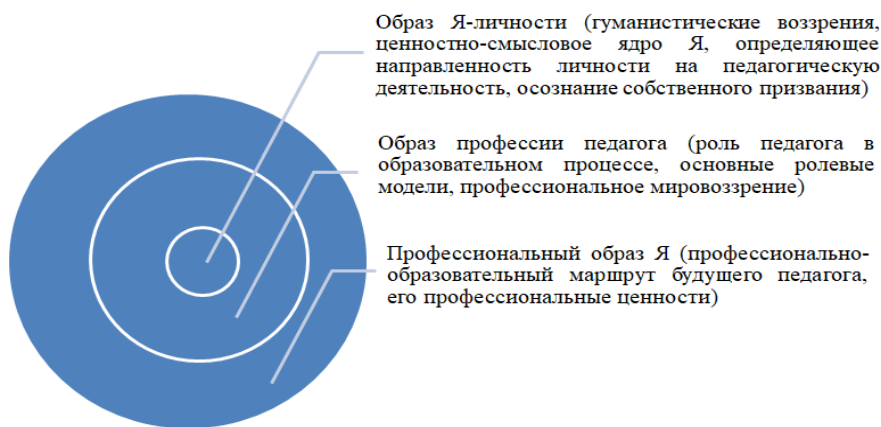 Образ Я-личности (гуманистические воззрения,
ценностно-смысловое ядро Я, определяющее
направленность личности на педагогическую
деятельность, осознание собственного призвания)
Образ профессии педагога (роль педагога в
образовательном процессе, основные ролевые
модели, профессиональное мировоззрение)
Профессиональный образ Я (профессионально-
образовательный маршрут будущего педагога,
его профессиональные ценности)